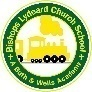 Bishops Lydeard Church School
A Bath & Wells Academy